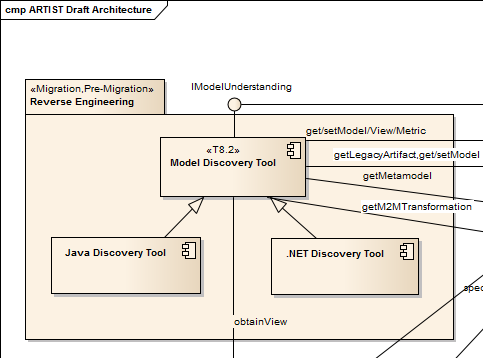 cmp ARTIST Draft Architecture
«Migration,Pre-Migration»
Reverse Engineering
IModelUnderstanding
get/setModel/View/Metric
«T8.2»
Model Discovery Tool
getLegacyArtifact,get/setModel
getMetamodel
getM2MTransformation
Java Discovery Tool
.NET Discovery Tool
obtainView